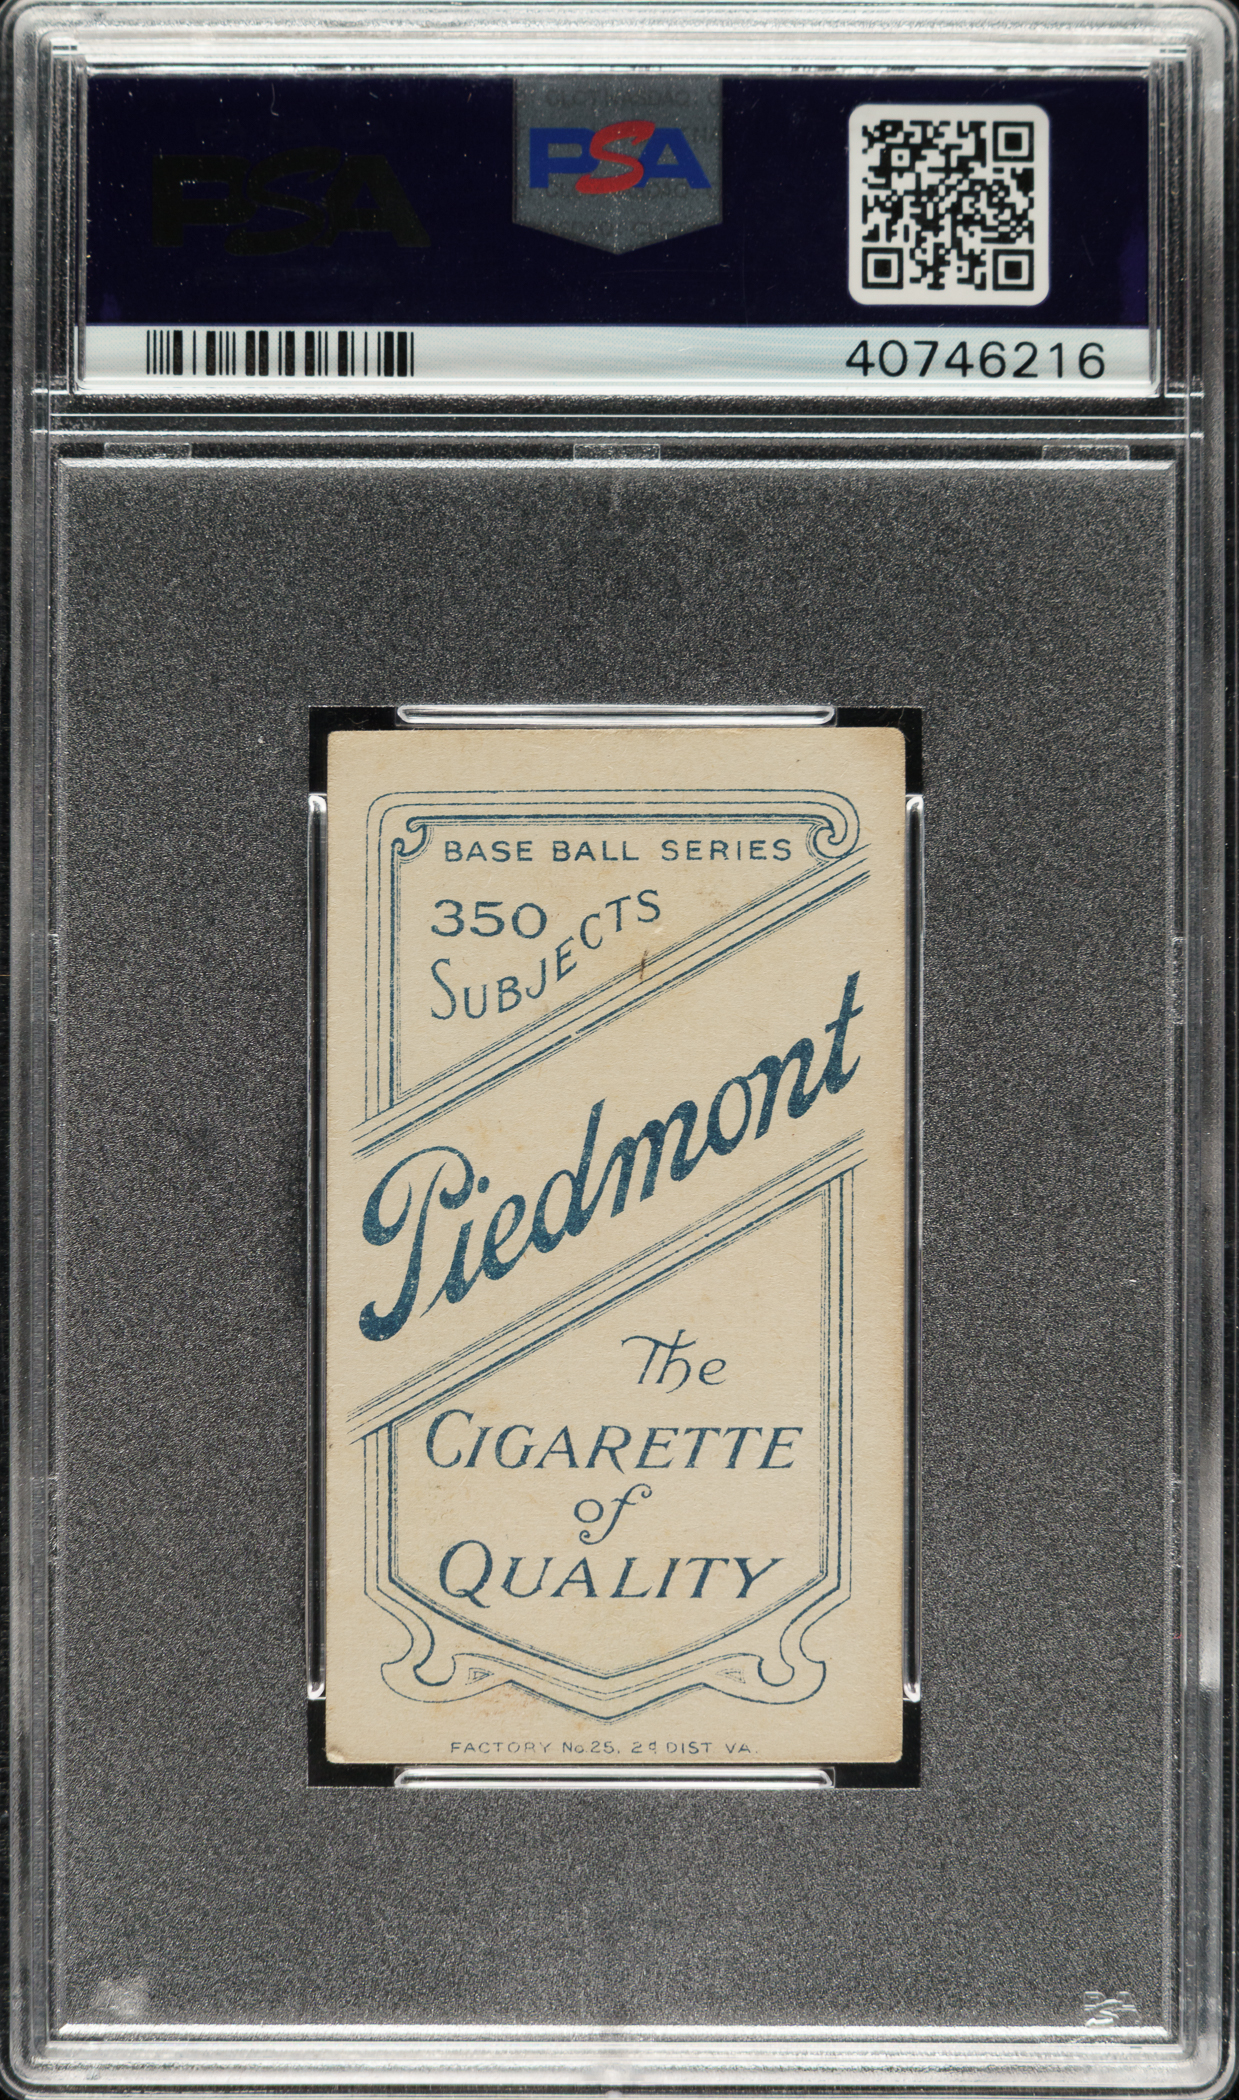 PSA
PSA
40746216
BASE BALL SERIES
350
SUBJECTS
Piedmont
The
CIGARETTE
of
QUALITY
FACTORY No. 25, 2d DIST VA.